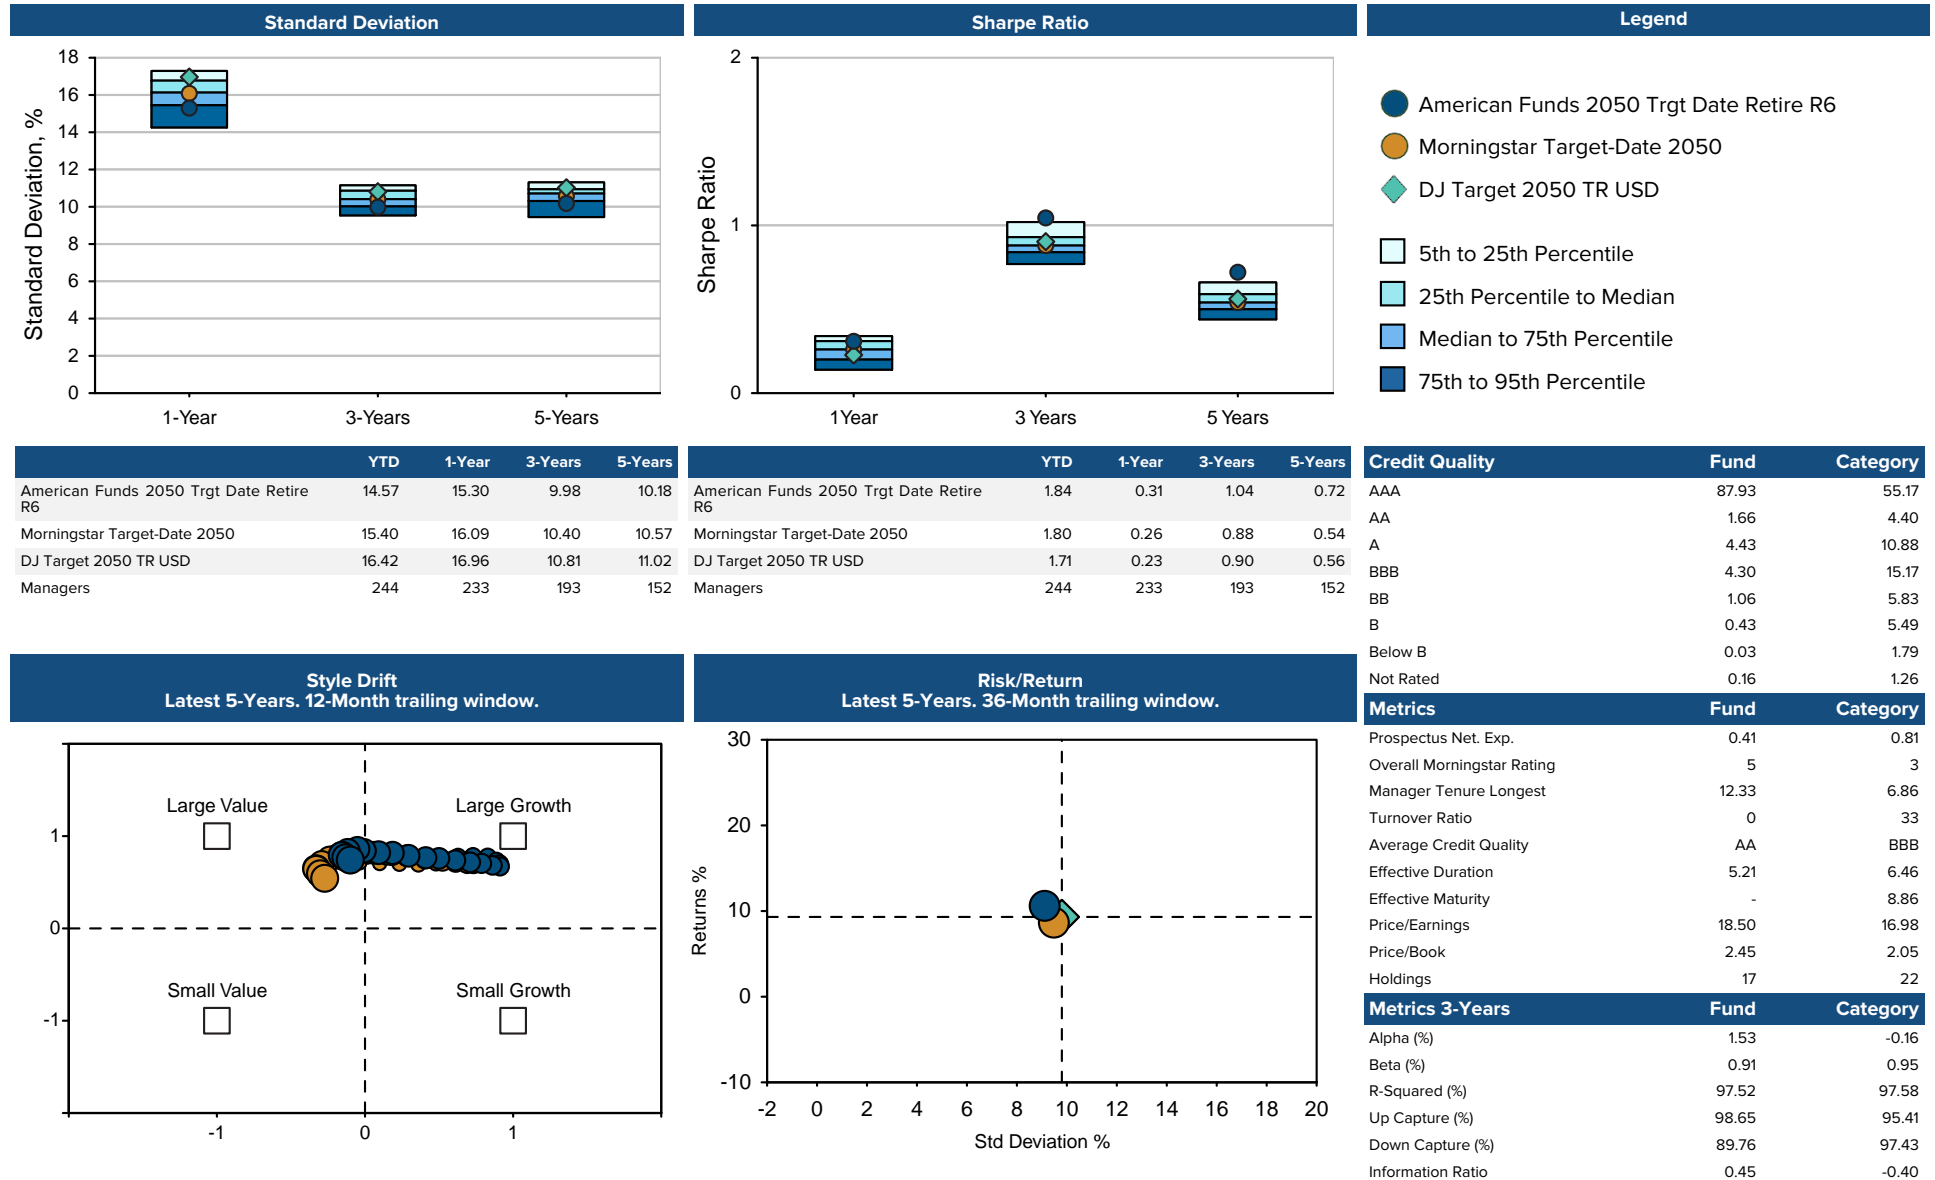 Standard Deviation
Standard Deviation, %
18
16
14
12
10
8
6
4
2
0
1-Year 3-Years 5-Years
Sharpe Ratio
Sharpe Ratio
2
1
0
1 Year 3 Years 5 Years
Legend
American Funds 2050 Trgt Date Retire R6
Morningstar Target-Date 2050
DJ Target 2050 TR USD
5th to 25th Percentile
25th Percentile to Median
Median to 75th Percentile
75th to 95th Percentile
YTD 1-Year 3-Years 5-Years
American Funds 2050 Trgt Date Retire 14.57 15.30 9.98 10.18
R6
Morningstar Target-Date 2050 15.40 16.09 10.40 10.57
DJ Target 2050 TR USD 16.42 16.96 10.81 11.02
Managers 244 233 193 152
YTD 1-Year 3-Years 5-Years
American Funds 2050 Trgt Date Retire 1.84 0.31 1.04 0.72
R6
Morningstar Target-Date 2050 1.80 0.26 0.88 0.54
DJ Target 2050 TR USD 1.71 0.23 0.90 0.56
Managers 244 233 193 152
Credit Quality Fund Category
AAA 87.93 55.17
AA 1.66 4.40
A 4.43 10.88
BBB 4.30 15.17
BB 1.06 5.83
B 0.43 5.49
Below B 0.03 1.79
Not Rated 0.16 1.26
Metrics Fund Category
Prospectus Net. Exp. 0.41 0.81
Overall Morningstar Rating 5 3
Manager Tenure Longest 12.33 6.86
Turnover Ratio 0 33
Average Credit Quality AA BBB
Effective Duration 5.21 6.46
Effective Maturity - 8.86
Price/Earnings 18.50 16.98
Price/Book 2.45 2.05
Holdings 17 22
Metrics 3-Years Fund Category
Alpha (%) 1.53 -0.16
Beta (%) 0.91 0.95
R-Squared (%) 97.52 97.58
Up Capture (%) 98.65 95.41
Down Capture (%) 89.76 97.43
Information Ratio 0.45 -0.40
Style Drift
Latest 5-Years. 12-Month trailing window.
Large Value Large Growth
1
0
Small Value Small Growth
-1
-1 0 1
Risk/Return
Latest 5-Years. 36-Month trailing window.
Returns %
30
20
10
0
-10
-2 0 2 4 6 8 10 12 14 16 18 20
Std Deviation %